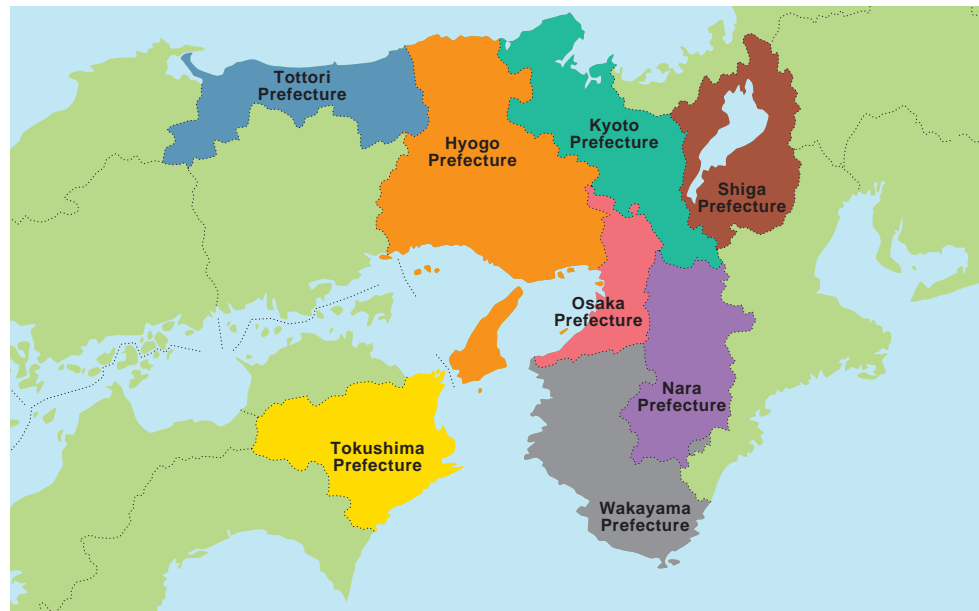 Tottori
Prefecture
Hyogo
Prefecture
Kyoto
Prefecture
Shiga
Prefecture
Osaka
Prefecture
Nara
Prefecture
Tokushima
Prefecture
Wakayama
Prefecture